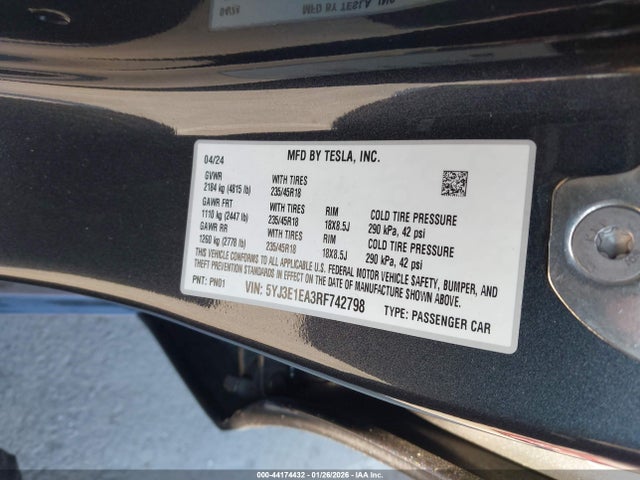 04/24 MFD BY TESLA, INC.
GVWR WITH TIRES
2184 kg (4815 lb) 235/45R18
GAWR FRT WITH TIRES RIM COLD TIRE PRESSURE
1110 kg (2447 lb) 235/45R18 18X8.5J 290 kPa, 42 psi
GAWR RR WITH TIRES RIM COLD TIRE PRESSURE
1260 kg (2778 lb) 235/45R18 18X8.5J 290 kPa, 42 psi
THIS VEHICLE CONFORMS TO ALL APPLICABLE U.S. FEDERAL MOTOR VEHICLE SAFETY, BUMPER, AND
THEFT PREVENTION STANDARDS IN EFFECT ON THE DATE OF MANUFACTURE SHOWN ABOVE.
PNT: PN01 VIN: 5YJ3E1EA3RF742798 TYPE: PASSENGER CAR
000-44174432 | 01/26/2026 | IAAI.COM